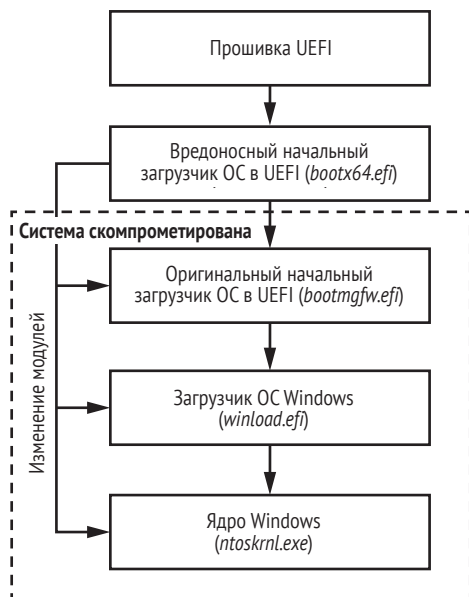 Прошивка UEFI
Вредоносный начальный
загрузчик ОС в UEFI (bootx64.efi)
Система скомпрометирована
Оригинальный начальный
загрузчик ОС в UEFI (bootmgfw.efi)
Изменение модулей
Загрузчик ОС Windows
(winload.efi)
Ядро Windows
(ntoskrnl.exe)